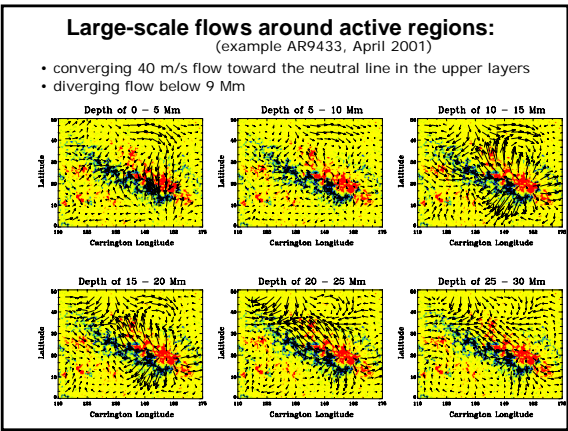 Large-scale flows around active regions:
(example AR9433, April 2001)
• converging 40 m/s flow toward the neutral line in the upper layers
• diverging flow below 9 Mm
Depth of 0 – 5 Mm
Depth of 5 – 10 Mm
Depth of 10 – 15 Mm
Latitude
Latitude
Latitude
Carrington Longitude
Carrington Longitude
Carrington Longitude
Depth of 15 – 20 Mm
Depth of 20 – 25 Mm
Depth of 25 – 30 Mm
Latitude
Latitude
Latitude
Carrington Longitude
Carrington Longitude
Carrington Longitude